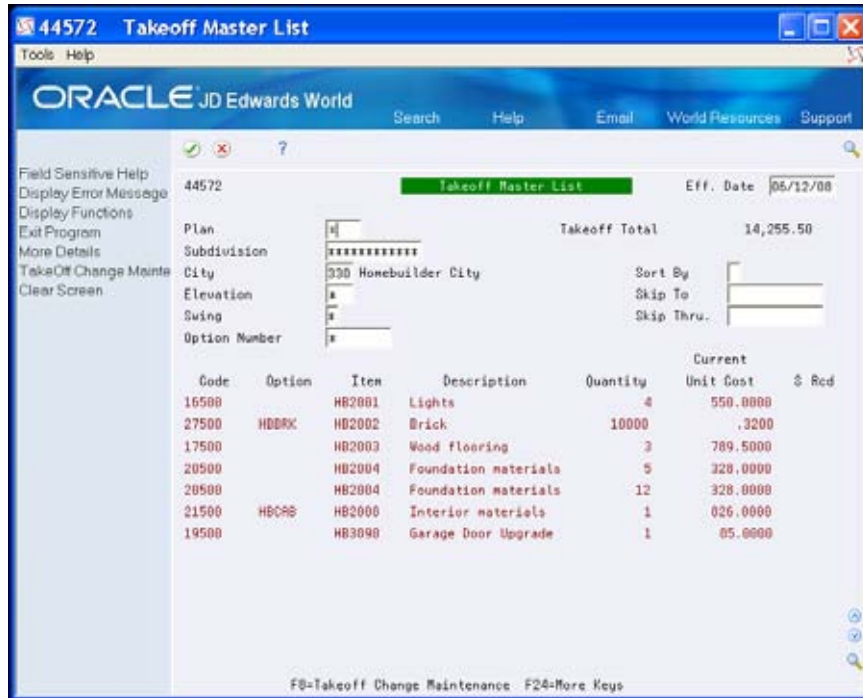 44572 Takeoff Master List
Tools Help
ORACLE JD Edwards World
Search Help Email World Resources Support
Field Sensitive Help
Display Error Message
Display Functions
Exit Program
More Details
TakeOff Change Mainte
Clear Screen
44572 Takeoff Master List Eff. Date 06/12/08
Plan * Takeoff Total 14,255.50
Subdivision ************
City 330 Homebuilder City Sort By
Elevation * Skip To
Swing * Skip Thru.
Option Number *
Current
Code Option Item Description Quantity Unit Cost S Rcd
16500 HB2001 Lights 4 550.0000
27500 HBBRK HB2002 Brick 10000 .3200
17500 HB2003 Wood flooring 3 789.5000
20500 HB2004 Foundation materials 5 328.0000
20500 HB2004 Foundation materials 12 328.0000
21500 HBCAB HB2008 Interior materials 1 826.0000
19500 HB3090 Garage Door Upgrade 1 85.0000
F8=Takeoff Change Maintenance F24=More Keys